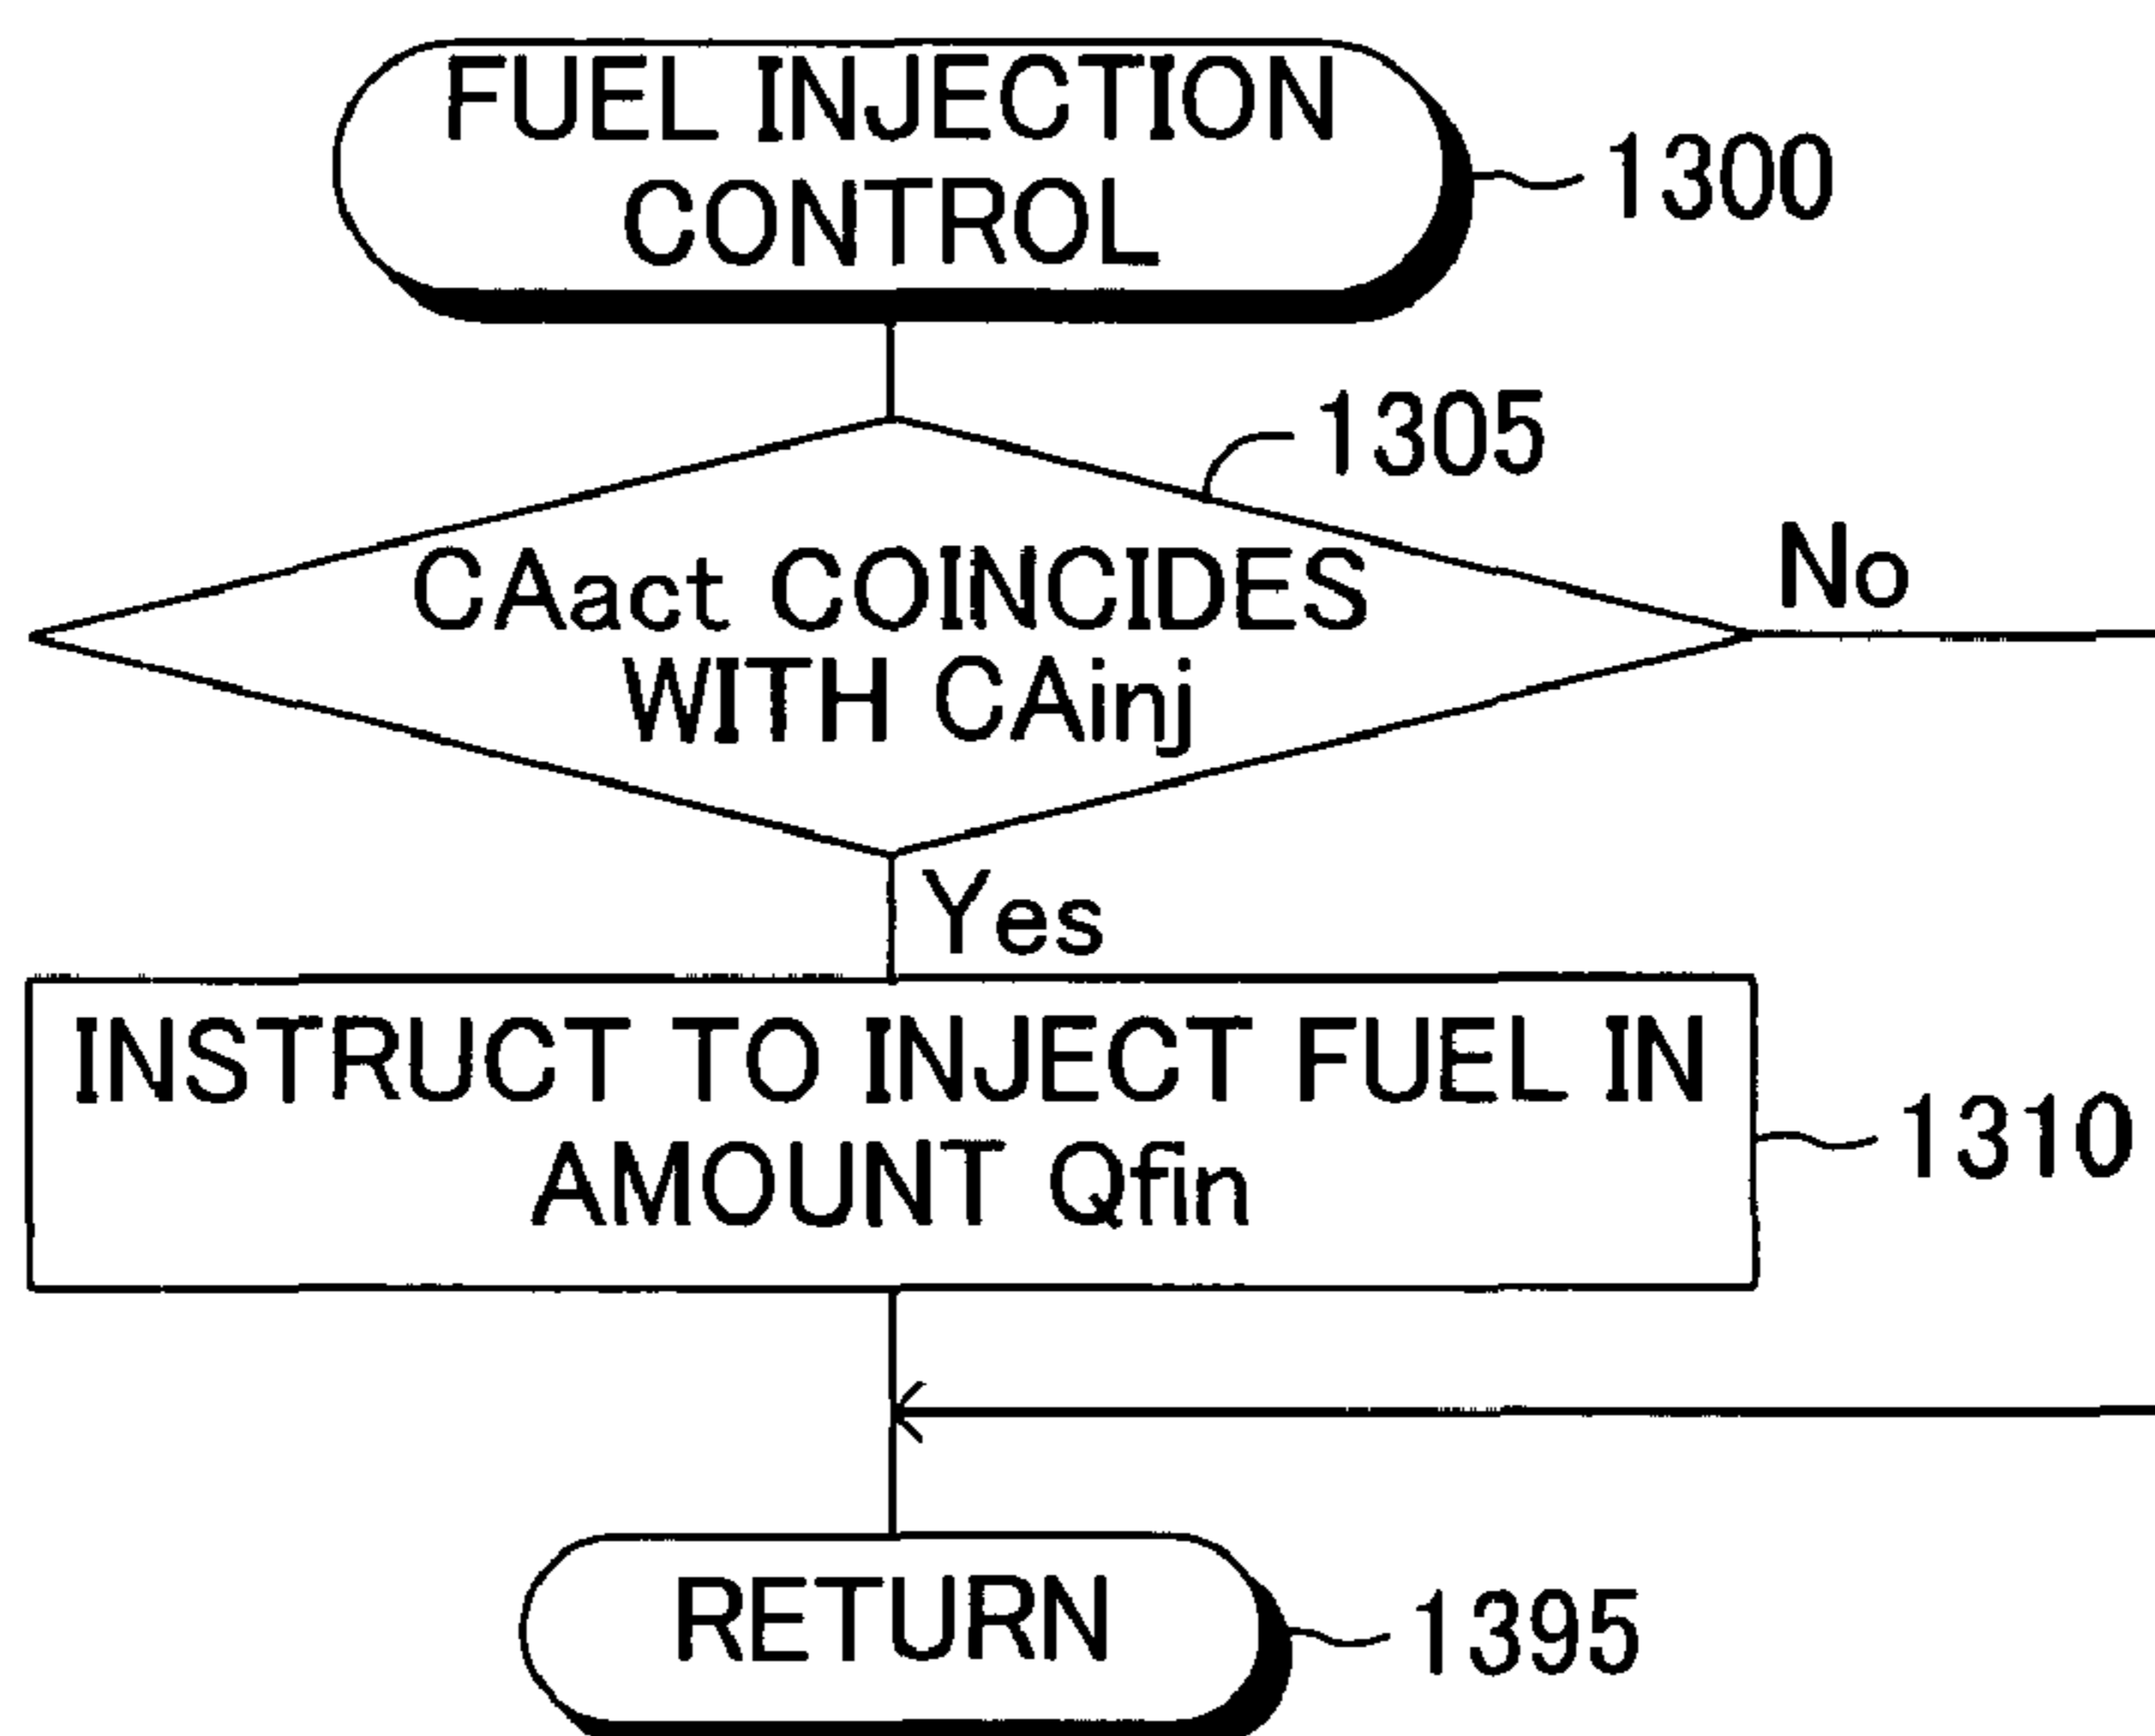 FUEL INJECTION
CONTROL
1300
1305
CAact COINCIDES
WITH CAinj
No
Yes
INSTRUCT TO INJECT FUEL IN
AMOUNT Qfin
1310
RETURN
1395